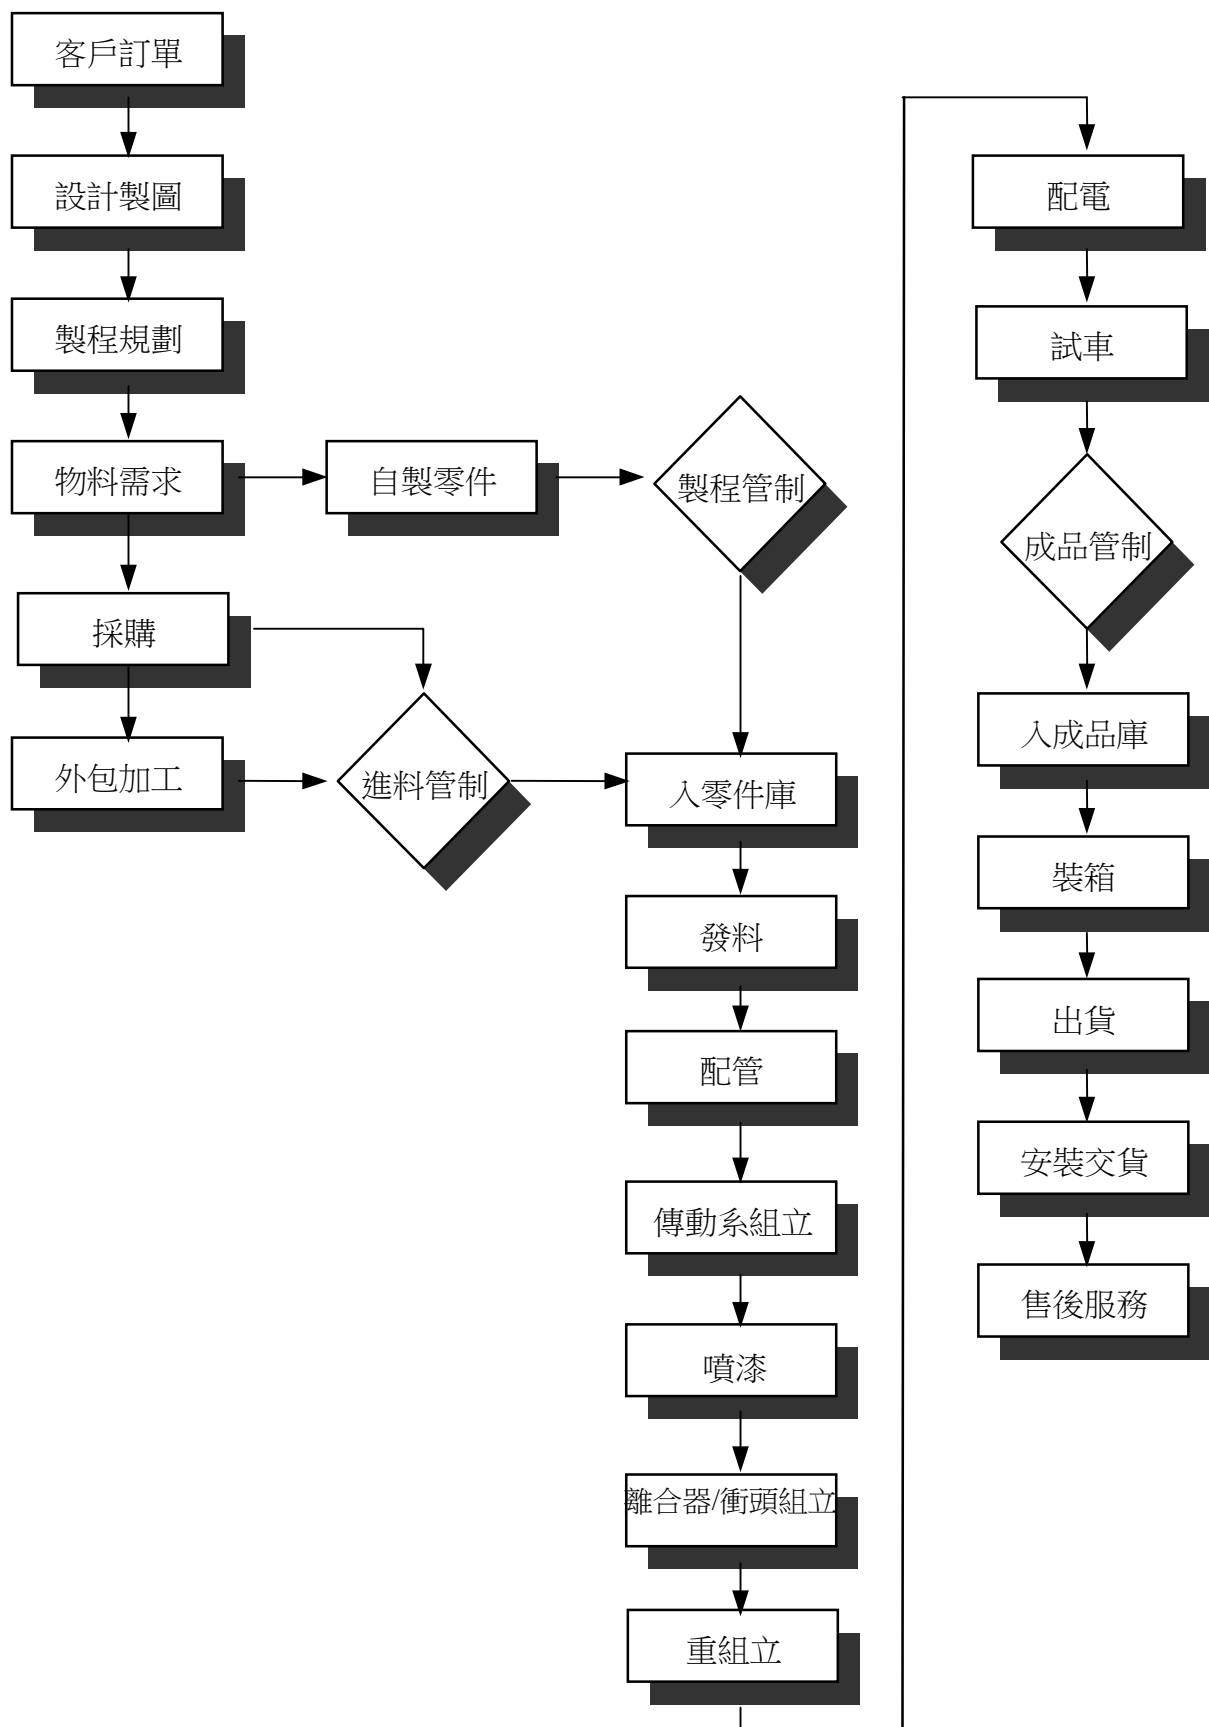 客戶訂單
設計製圖
製程規劃
物料需求
自製零件
製程管制
採購
外包加工
進料管制
入零件庫
發料
配管
傳動系組立
噴漆
離合器/衝頭組立
重組立
配電
試車
成品管制
入成品庫
裝箱
出貨
安裝交貨
售後服務